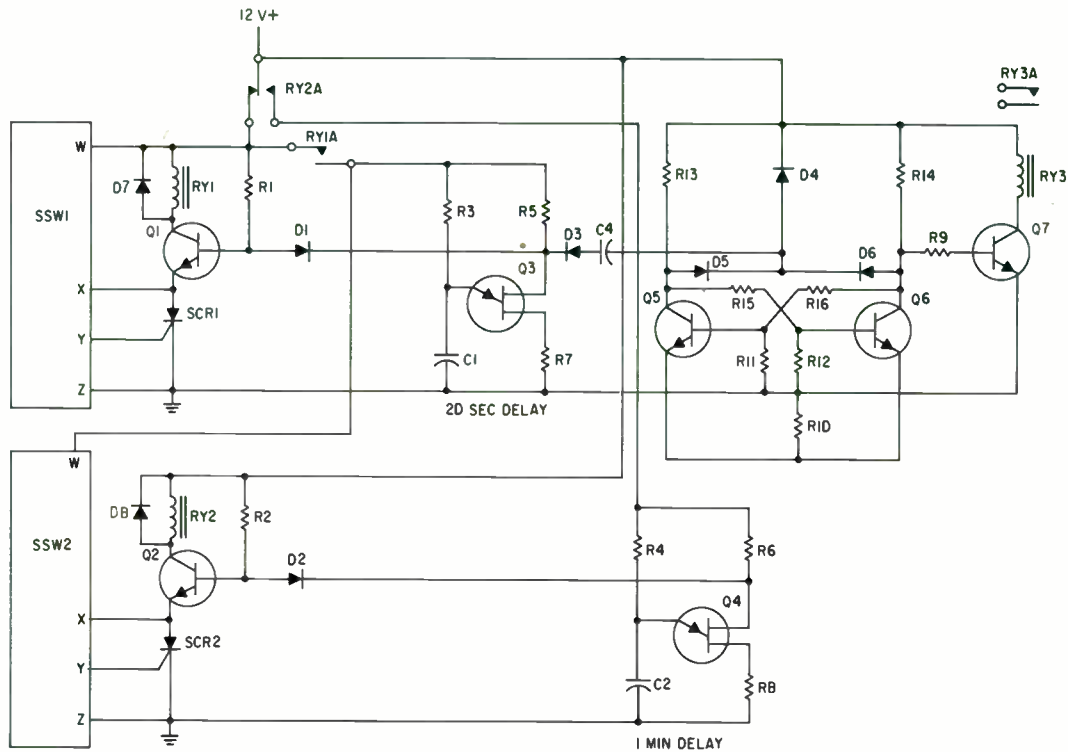 12 V+
RY2A
RY3A
RY1A
W
D7
RY1
R1
SSW1
Q1
D1
R3
R5
D3
C4
R13
D4
R14
RY3
Q7
R9
D5
D6
Q3
Q5
R15
R16
Q6
X
SCR1
Y
C1
R7
R11
R12
Z
2D SEC DELAY
R1D
W
DB
RY2
R2
SSW2
Q2
D2
R4
R6
Q4
X
SCR2
Y
C2
RB
Z
1 MIN DELAY